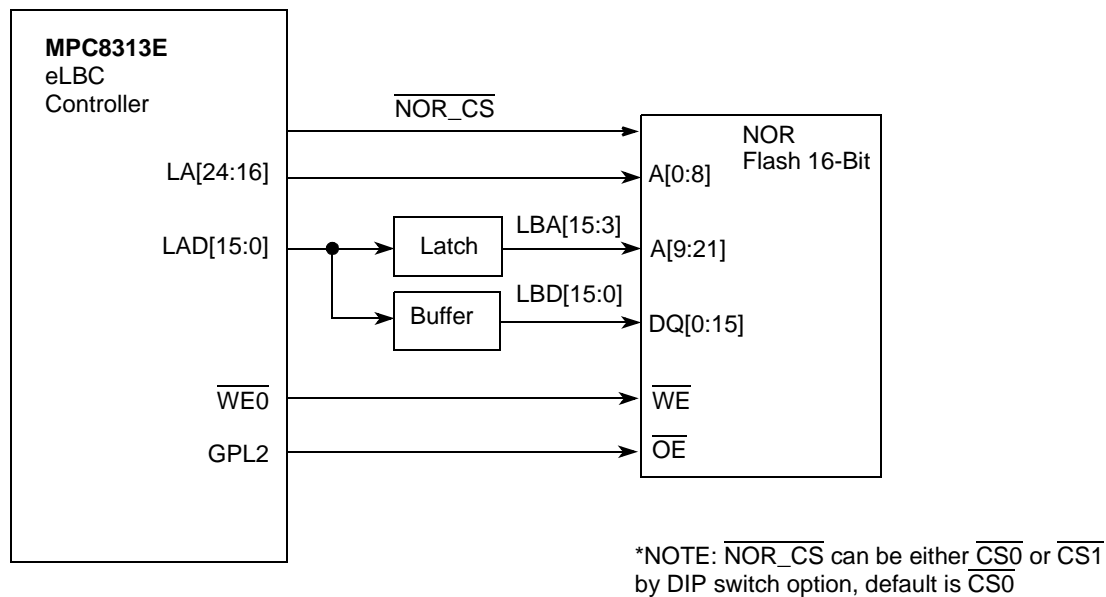 MPC8313E
eLBC
Controller
NOR_CS
NOR
Flash 16-Bit
LA[24:16]
A[0:8]
LAD[15:0]
Latch
LBA[15:3]
A[9:21]
Buffer
LBD[15:0]
DQ[0:15]
WE0
WE
GPL2
OE
*NOTE: NOR_CS can be either CS0 or CS1
by DIP switch option, default is CS0